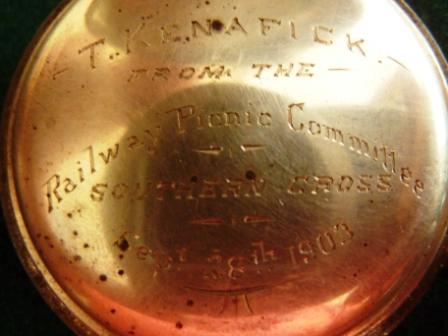 T. KENAFICK.
FROM THE
Railway Picnic Committee
SOUTHERN CROSS
Sept 28th 1903